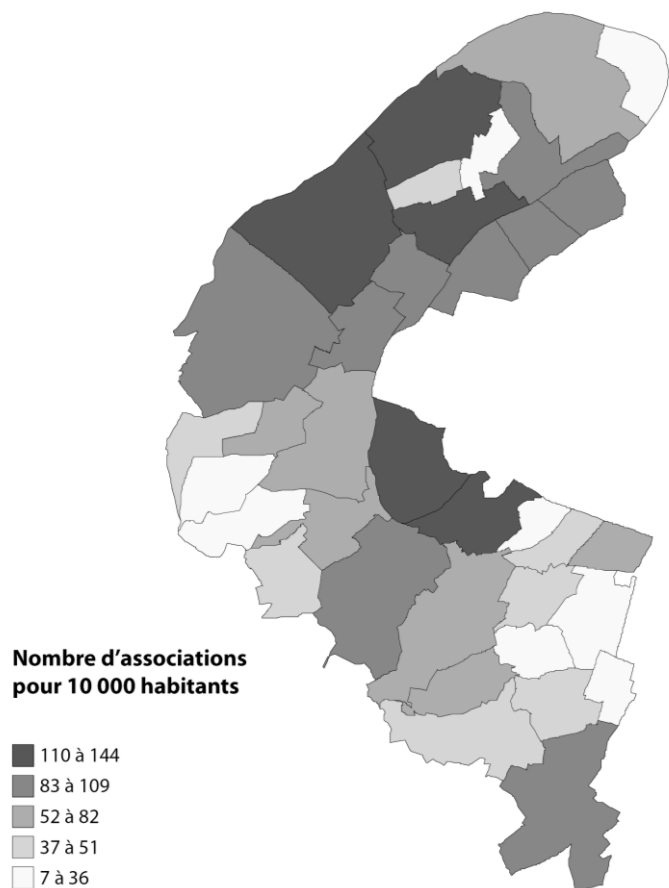 Nombre d’associations
pour 10 000 habitants
110 à 144
83 à 109
52 à 82
37 à 51
7 à 36